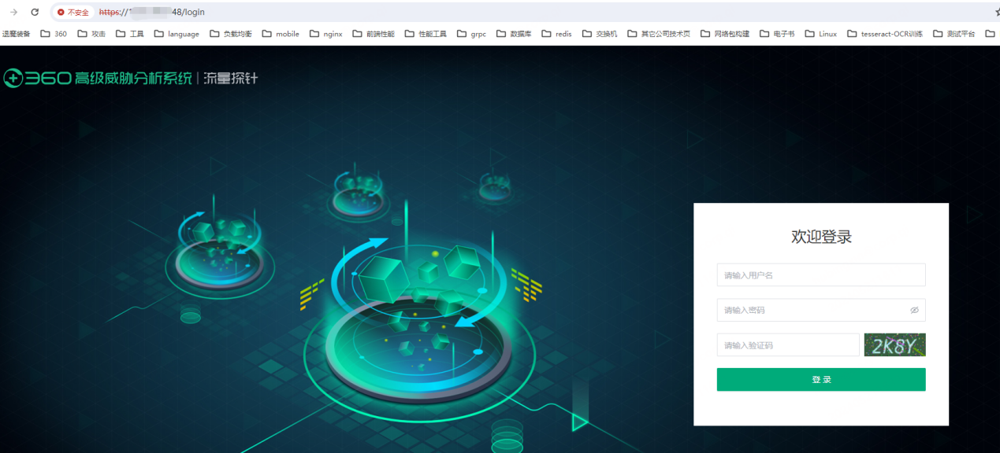 不安全 https://1 48/login
退魔装备 360 攻击 工具 language 负载均衡 mobile nginx 前端性能 性能工具 grpc 数据库 redis 交换机 其它公司技术页 网络包构建 电子书 Linux tesseract-OCR训练 测试平台
360 高级威胁分析系统 | 流量探针
欢迎登录
请输入用户名
请输入密码
请输入验证码 2K8Y
登 录